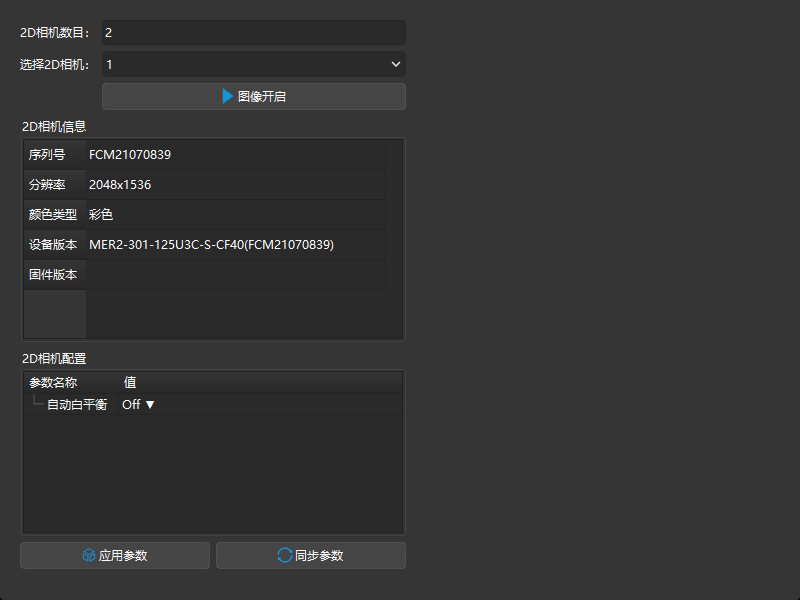 2D相机数目： 2
选择2D相机： 1
图像开启
2D相机信息
序列号 FCM21070839
分辨率 2048x1536
颜色类型 彩色
设备版本 MER2-301-125U3C-S-CF40(FCM21070839)
固件版本
2D相机配置
参数名称 值
自动白平衡 Off ▼
应用参数 同步参数